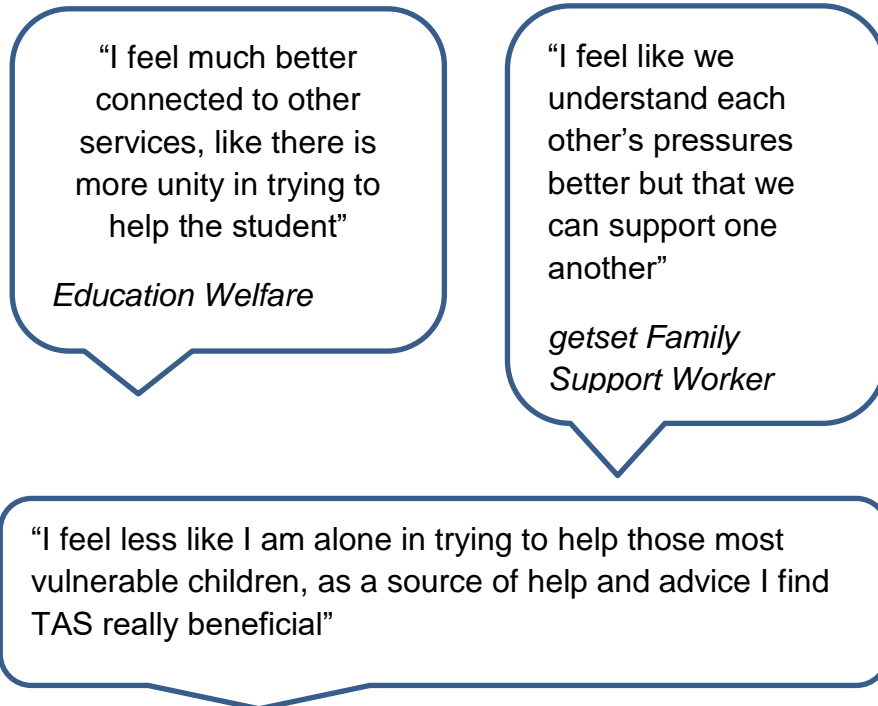 “I feel much better
connected to other
services, like there is
more unity in trying to
help the student”
Education Welfare
“I feel like we
understand each
other’s pressures
better but that we
can support one
another”
getset Family
Support Worker
“I feel less like I am alone in trying to help those most
vulnerable children, as a source of help and advice I find
TAS really beneficial”